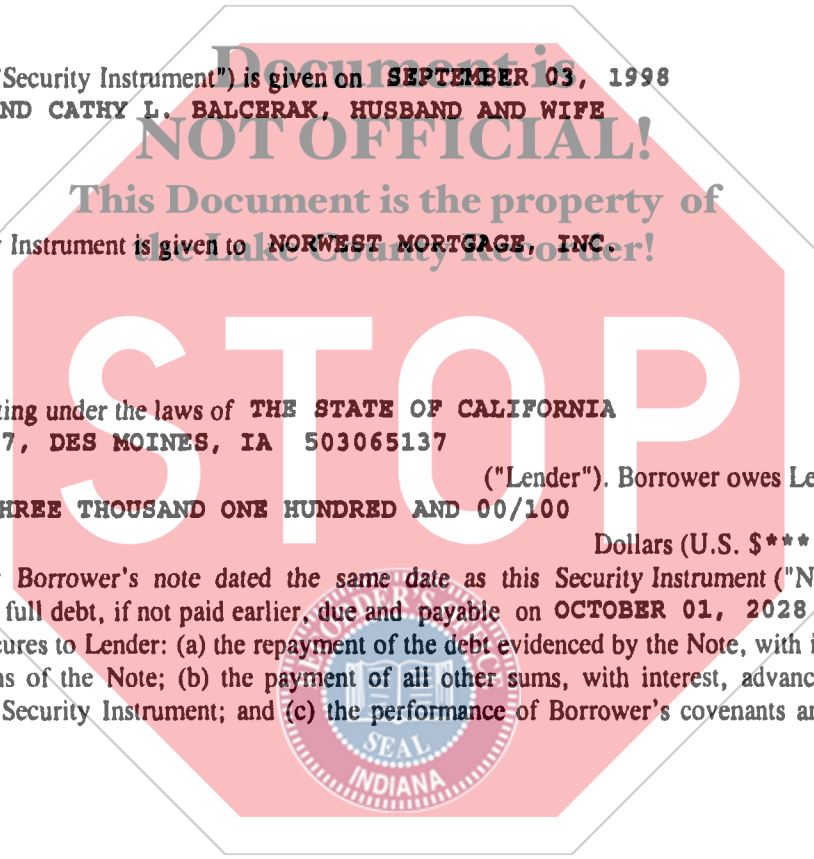 Document is
"Security Instrument") is given on SEPTEMBER 03, 1998
ND CATHY L. BALCERAK, HUSBAND AND WIFE
NOT OFFICIAL!
This Document is the property of
Instrument is given to NORWEST MORTGAGE, INC.
the Lake County Recorder!
STOP
ting under the laws of THE STATE OF CALIFORNIA
7, DES MOINES, IA 503065137
("Lender"). Borrower owes Le
HREE THOUSAND ONE HUNDRED AND 00/100
Dollars (U.S. $***
Borrower's note dated the same date as this Security Instrument ("N
full debt, if not paid earlier, due and payable on OCTOBER 01, 2028
cures to Lender: (a) the repayment of the debt evidenced by the Note, with i
ns of the Note; (b) the payment of all other sums, with interest, advanc
Security Instrument; and (c) the performance of Borrower's covenants an
RECORDER'S OFFICE
SEAL
INDIANA